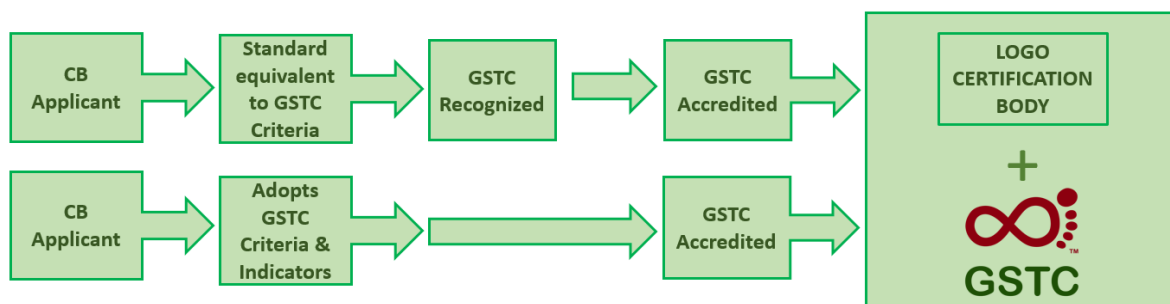 CB
Applicant
Standard
equivalent
to GSTC
Criteria
GSTC
Recognized
GSTC
Accredited
LOGO
CERTIFICATION
BODY
+
CB
Applicant
Adopts
GSTC
Criteria &
Indicators
GSTC
Accredited
TM
GSTC